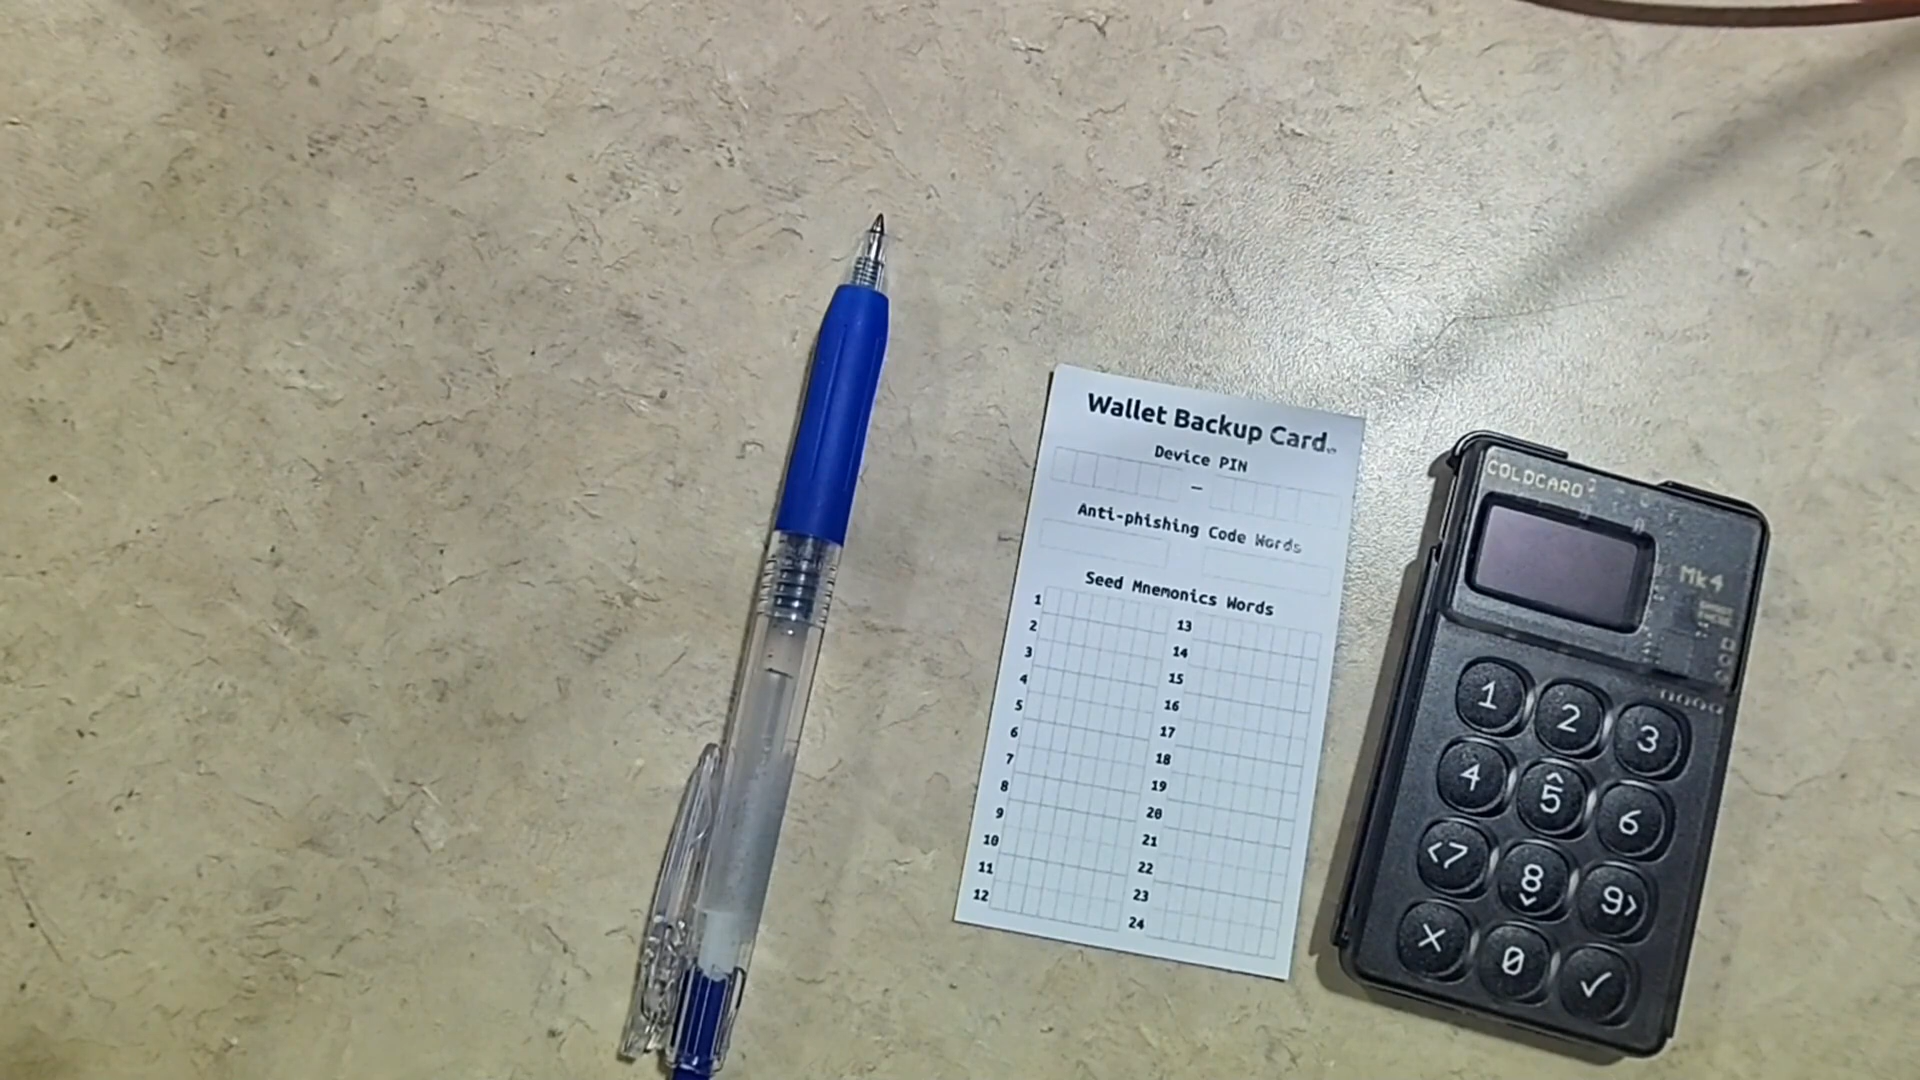 Wallet Backup Card
Device PIN
–
Anti-phishing Code Words
Seed Mnemonics Words
1
2
3
4
5
6
7
8
9
10
11
12
13
14
15
16
17
18
19
20
21
22
23
24
COLDCARD
Mk4
1 2 3
4 5 6
<7 8 9>
X 0 ✓